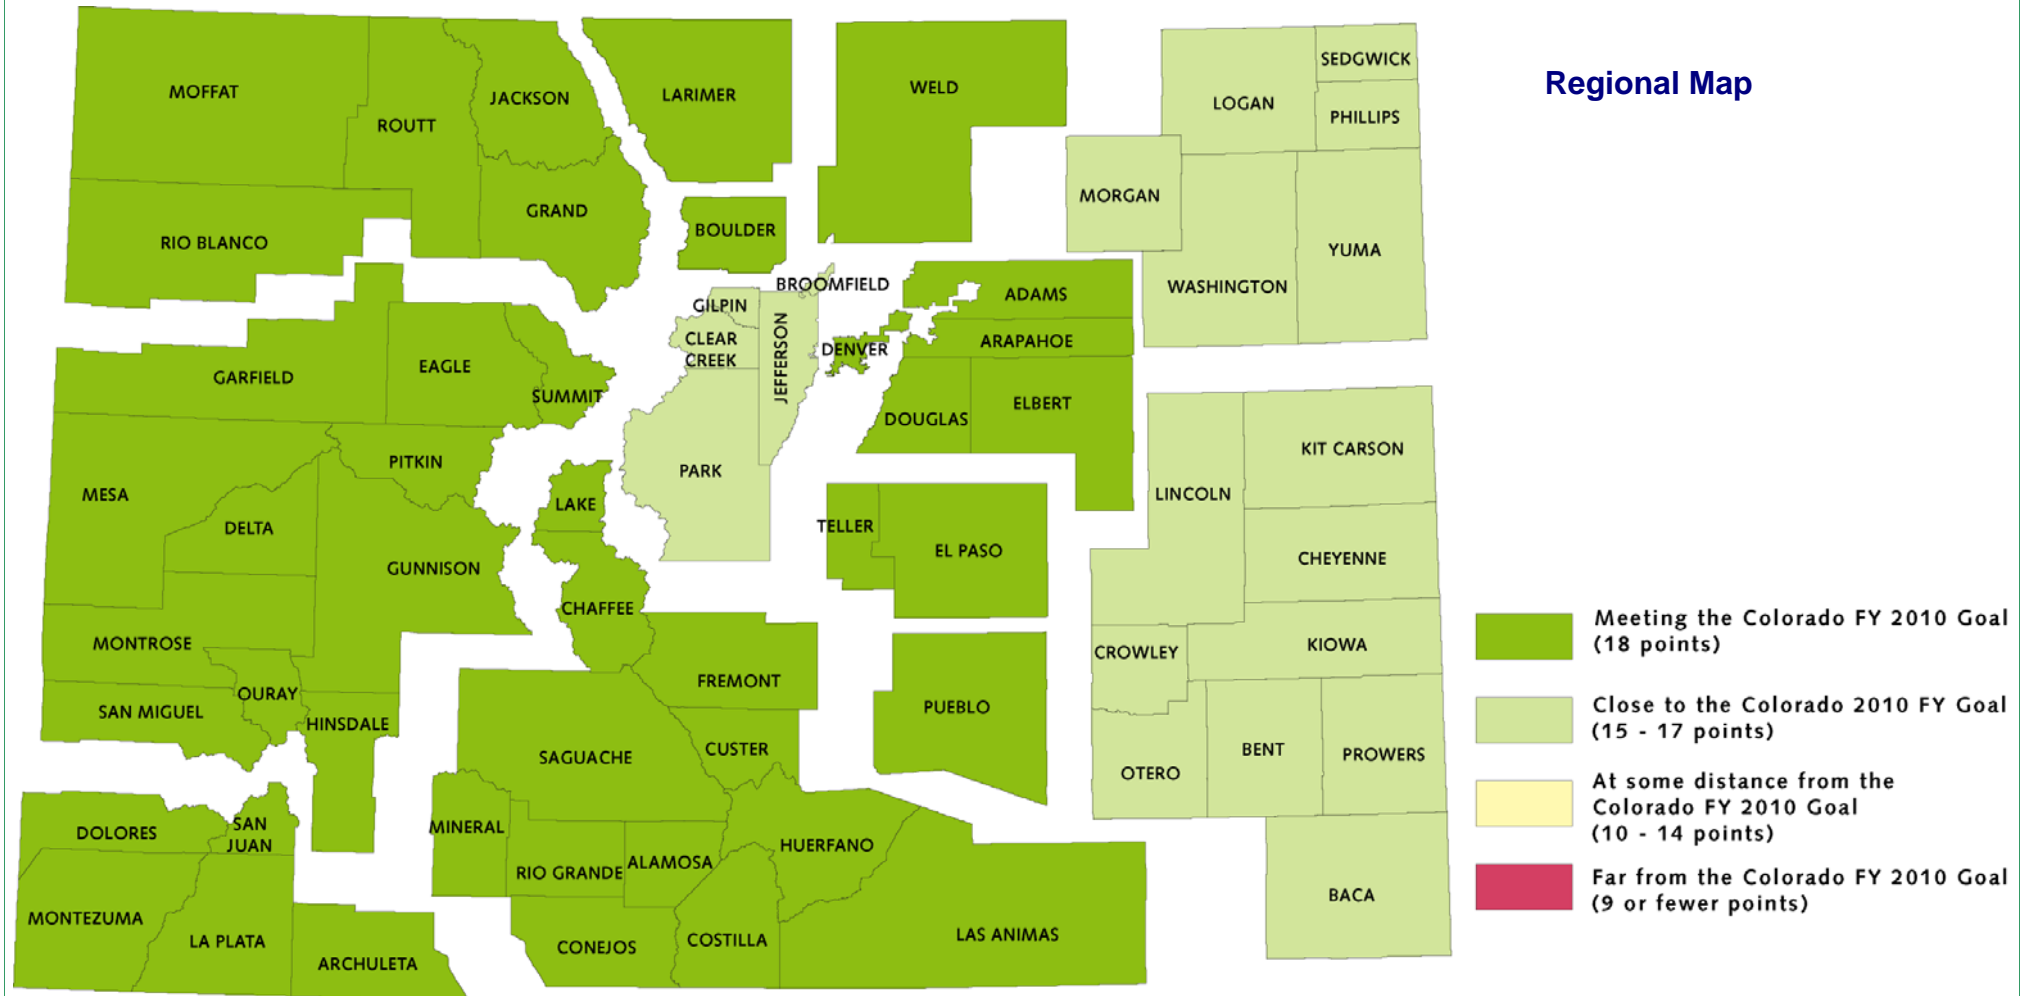 Regional Map
MOFFAT
ROUTT
JACKSON
LARIMER
WELD
LOGAN
SEDGWICK
PHILLIPS
MORGAN
WASHINGTON
YUMA
RIO BLANCO
GRAND
BOULDER
BROOMFIELD
GILPIN
CLEAR
CREEK
JEFFERSON
DENVER
ADAMS
ARAPAHOE
DOUGLAS
ELBERT
GARFIELD
EAGLE
SUMMIT
PITKIN
MESA
DELTA
GUNNISON
LAKE
PARK
TELLER
EL PASO
LINCOLN
KIT CARSON
CHEYENNE
KIOWA
CROWLEY
OTERO
BENT
PROWERS
BACA
MONTROSE
OURAY
SAN MIGUEL
HINSDALE
CHAFFEE
FREMONT
PUEBLO
SAGUACHE
CUSTER
DOLORES
SAN
JUAN
MINERAL
RIO GRANDE
ALAMOSA
HUERFANO
MONTEZUMA
LA PLATA
ARCHULETA
CONEJOS
COSTILLA
LAS ANIMAS
Meeting the Colorado FY 2010 Goal
(18 points)
Close to the Colorado 2010 FY Goal
(15 - 17 points)
At some distance from the
Colorado FY 2010 Goal
(10 - 14 points)
Far from the Colorado FY 2010 Goal
(9 or fewer points)